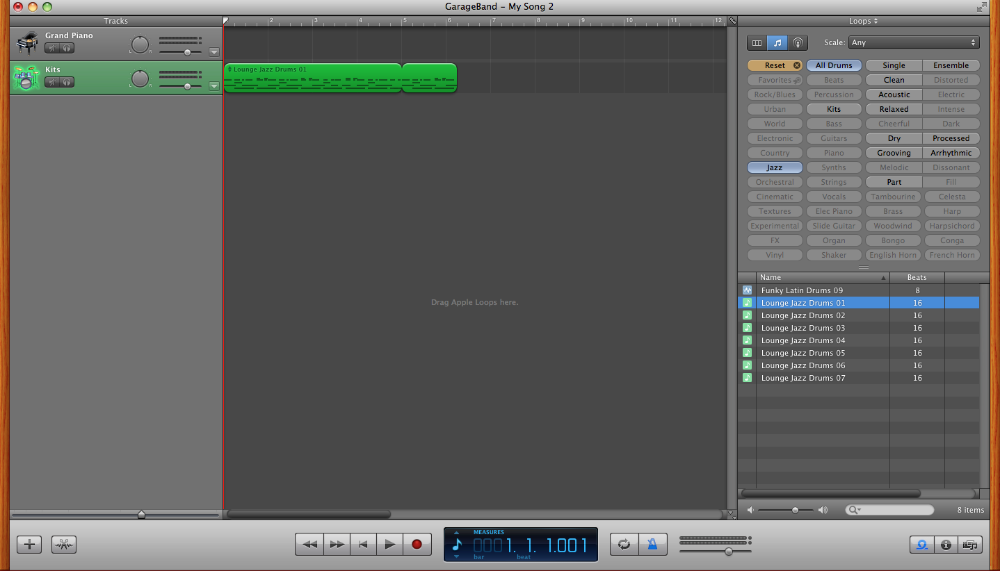 GarageBand - My Song 2
Tracks
Grand Piano
L R
Kits
L R
2 3 4 5 6 7 8 9 10 11 12
Lounge Jazz Drums 01
Drag Apple Loops here.
Loops
Scale: Any
Reset All Drums Single Ensemble
Favorites Beats Clean Distorted
Rock/Blues Percussion Acoustic Electric
Urban Kits Relaxed Intense
World Bass Cheerful Dark
Electronic Guitars Dry Processed
Country Piano Grooving Arrhythmic
Jazz Synths Melodic Dissonant
Orchestral Strings Part Fill
Cinematic Vocals Tambourine Celesta
Textures Elec Piano Brass Harp
Experimental Slide Guitar Woodwind Harpsichord
FX Organ Bongo Conga
Vinyl Shaker English Horn French Horn
Name Beats
Funky Latin Drums 09 8
Lounge Jazz Drums 01 16
Lounge Jazz Drums 02 16
Lounge Jazz Drums 03 16
Lounge Jazz Drums 04 16
Lounge Jazz Drums 05 16
Lounge Jazz Drums 06 16
Lounge Jazz Drums 07 16
8 items
MEASURES
0001. 1. 1.001
bar beat